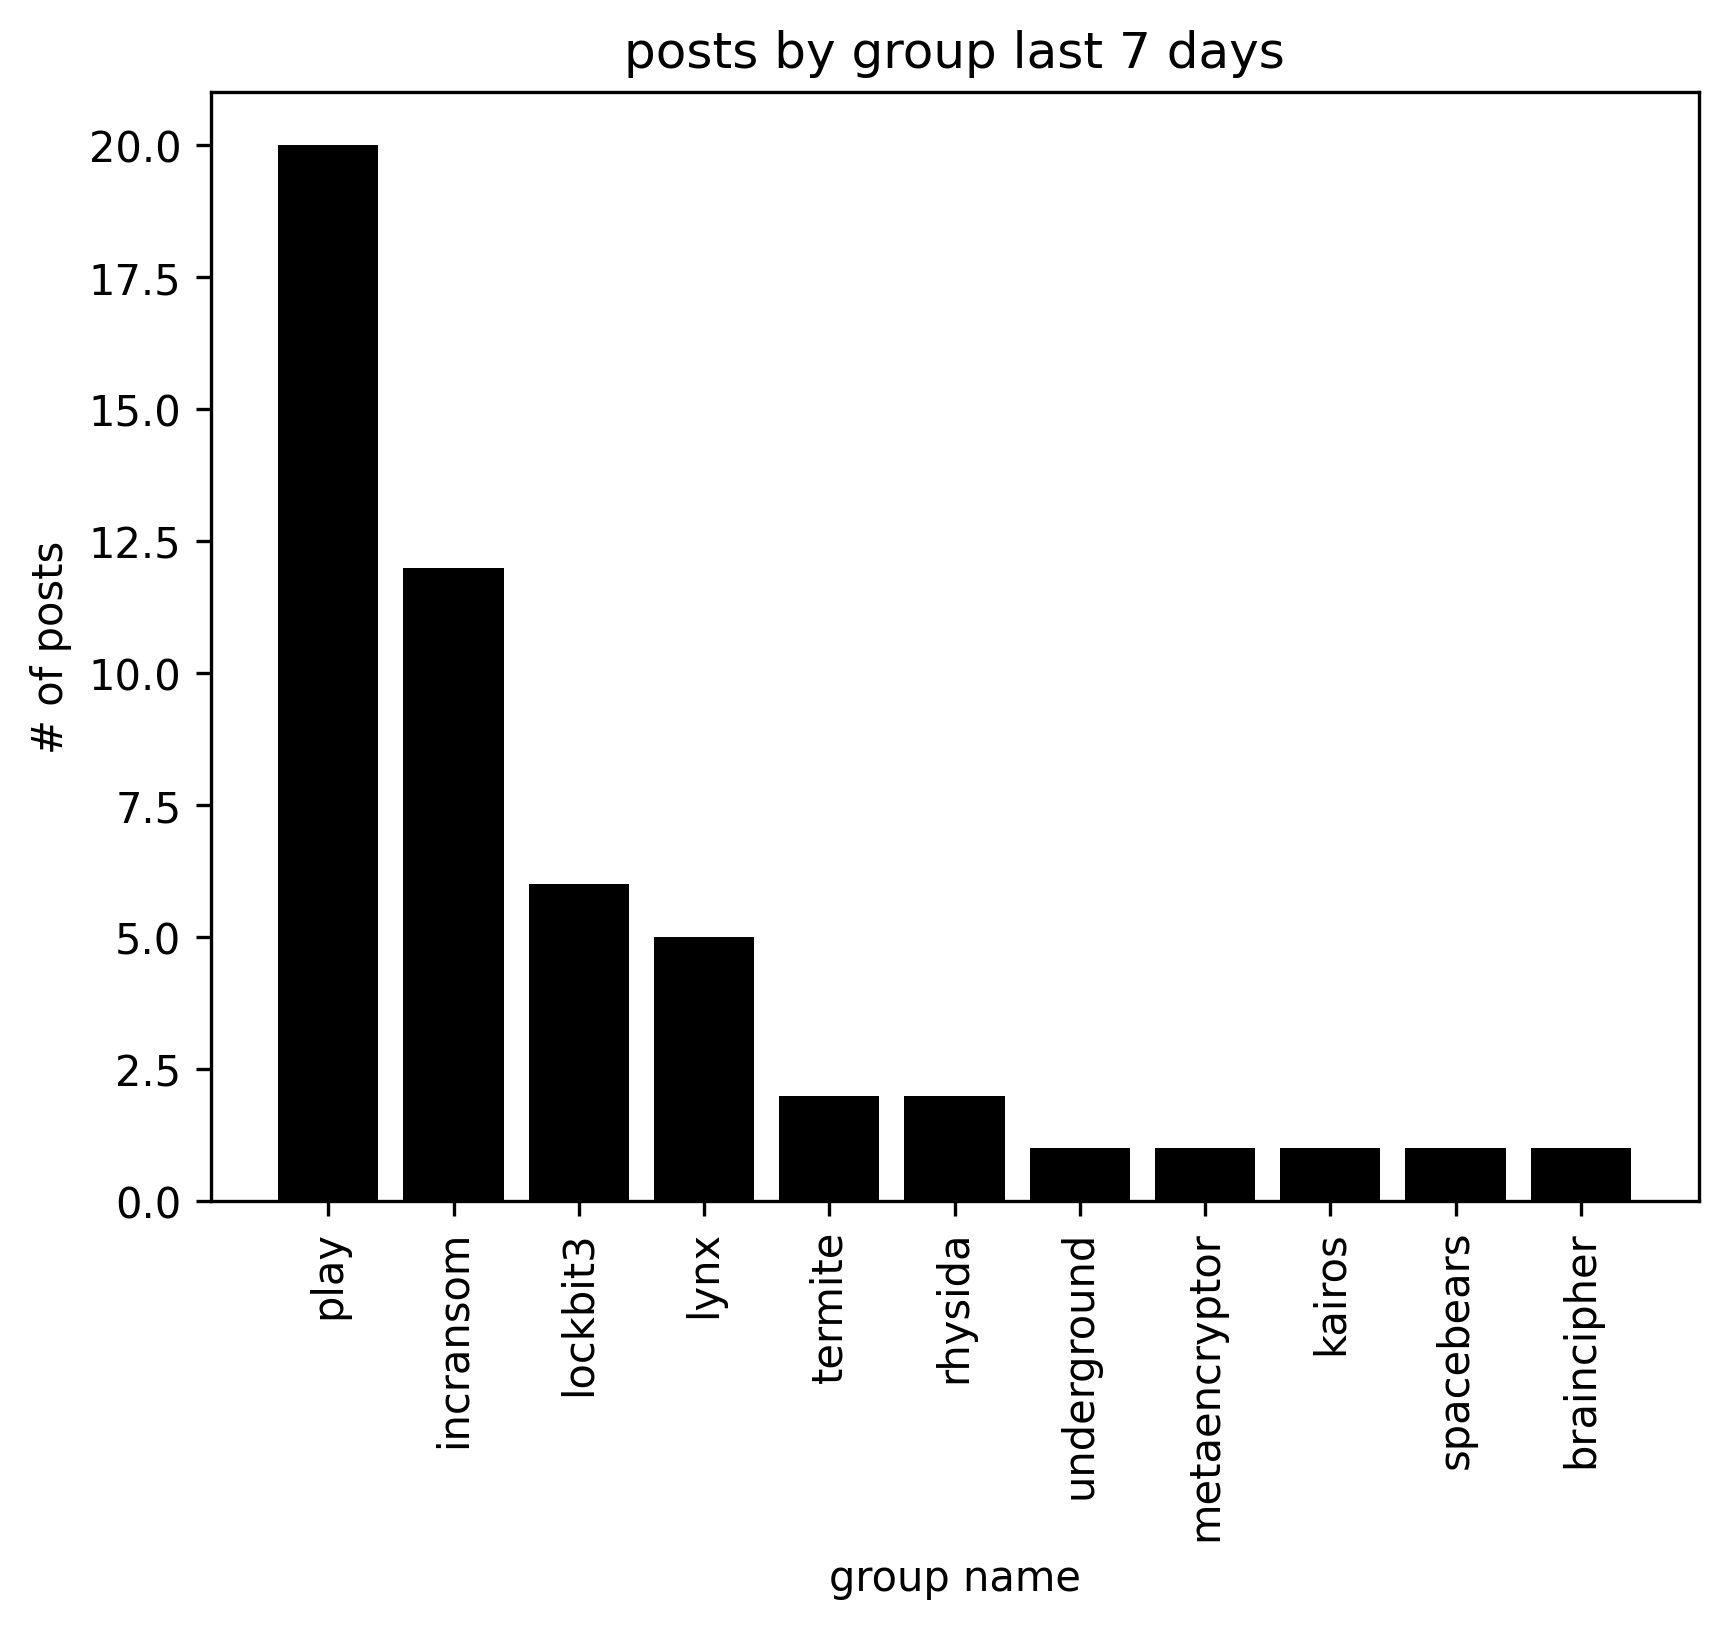 posts by group last 7 days
# of posts
20.0
17.5
15.0
12.5
10.0
7.5
5.0
2.5
0.0
play
incransom
lockbit3
lynx
termite
rhysida
underground
metaencryptor
kairos
spacebears
braincipher
group name